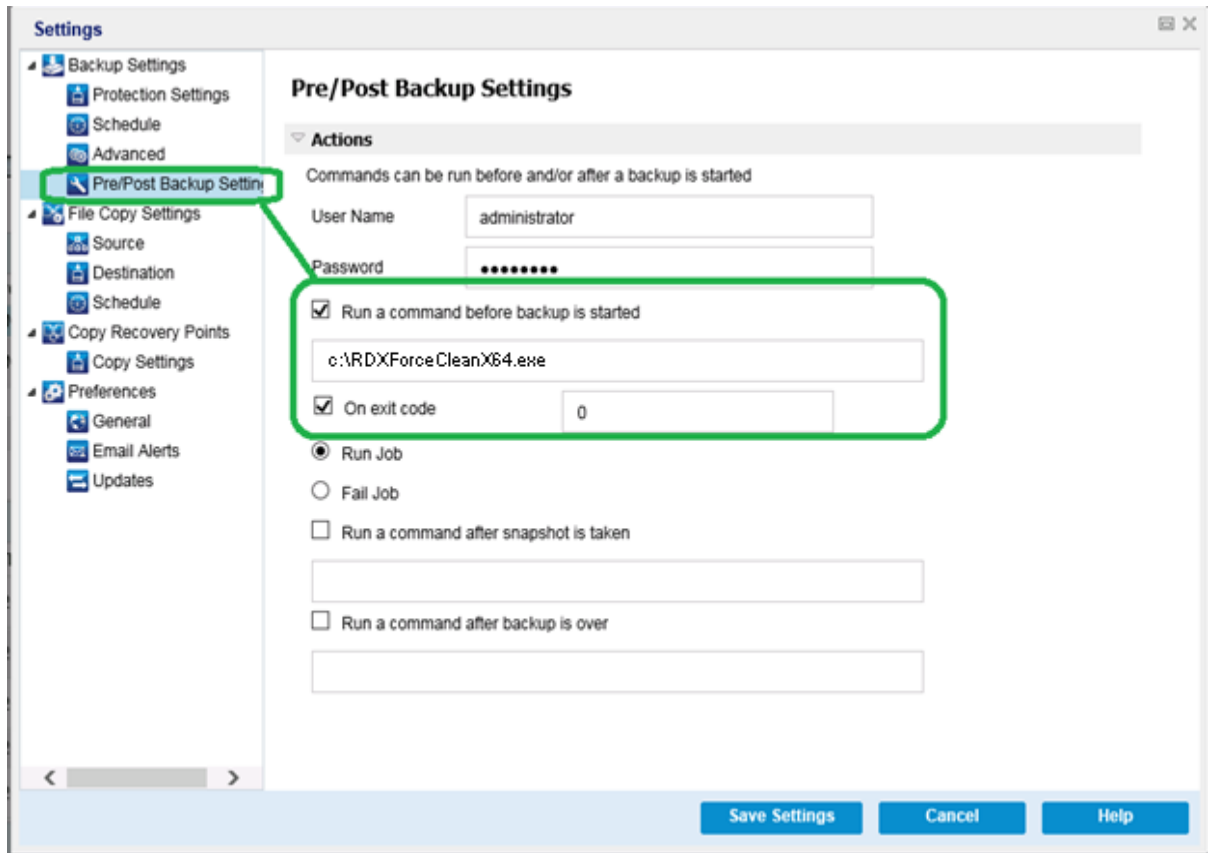 Settings
Backup Settings
Protection Settings
Schedule
Advanced
Pre/Post Backup Settin
File Copy Settings
Source
Destination
Schedule
Copy Recovery Points
Copy Settings
Preferences
General
Email Alerts
Updates
Pre/Post Backup Settings
Actions
Commands can be run before and/or after a backup is started
User Name administrator
Password ••••••••
Run a command before backup is started
c:\RDXForceCleanX64.exe
On exit code 0
Run Job
Fail Job
Run a command after snapshot is taken
Run a command after backup is over
Save Settings Cancel Help